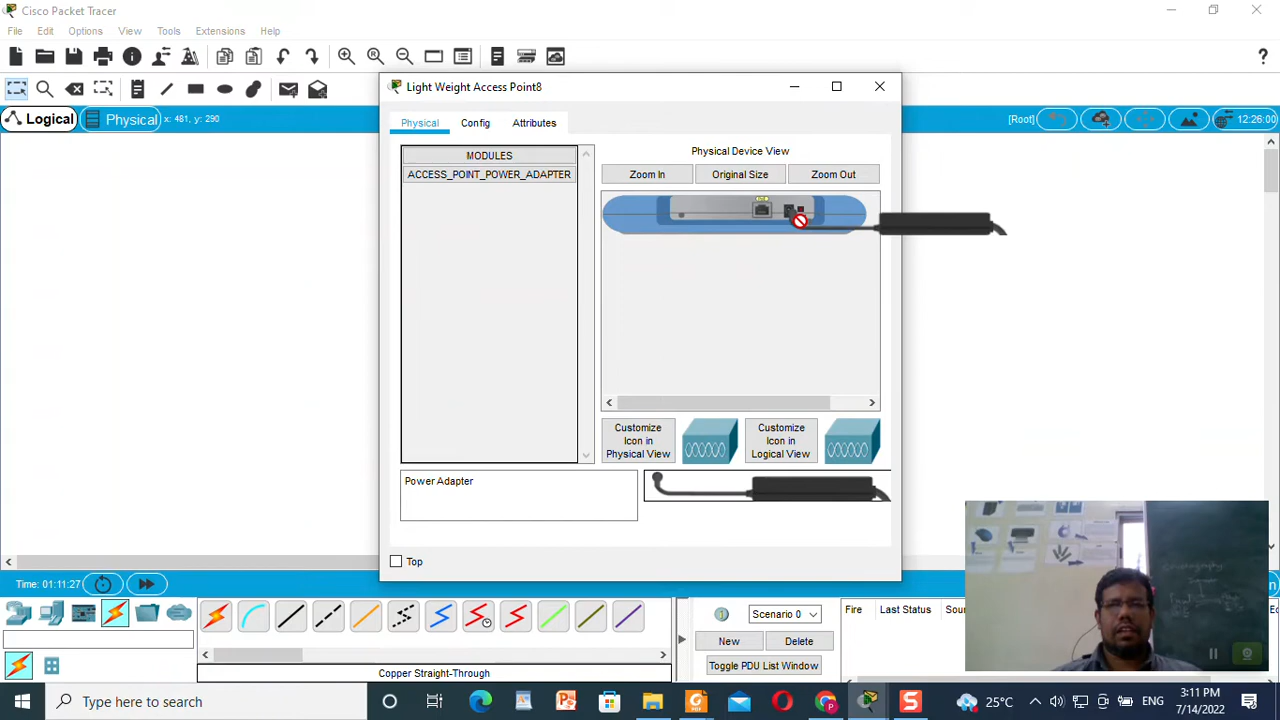 Cisco Packet Tracer
File Edit Options View Tools Extensions Help
Logical Physical x: 481, y: 290
[Root] 12:26:00
Light Weight Access Point8
Physical Config Attributes
MODULES
ACCESS_POINT_POWER_ADAPTER
Physical Device View
Zoom In Original Size Zoom Out
Customize
Icon in
Physical View
Customize
Icon in
Logical View
Power Adapter
Top
Time: 01:11:27
Scenario 0
Fire Last Status Sour
New Delete
Toggle PDU List Window
Copper Straight-Through
Type here to search
25°C
ENG
3:11 PM
7/14/2022